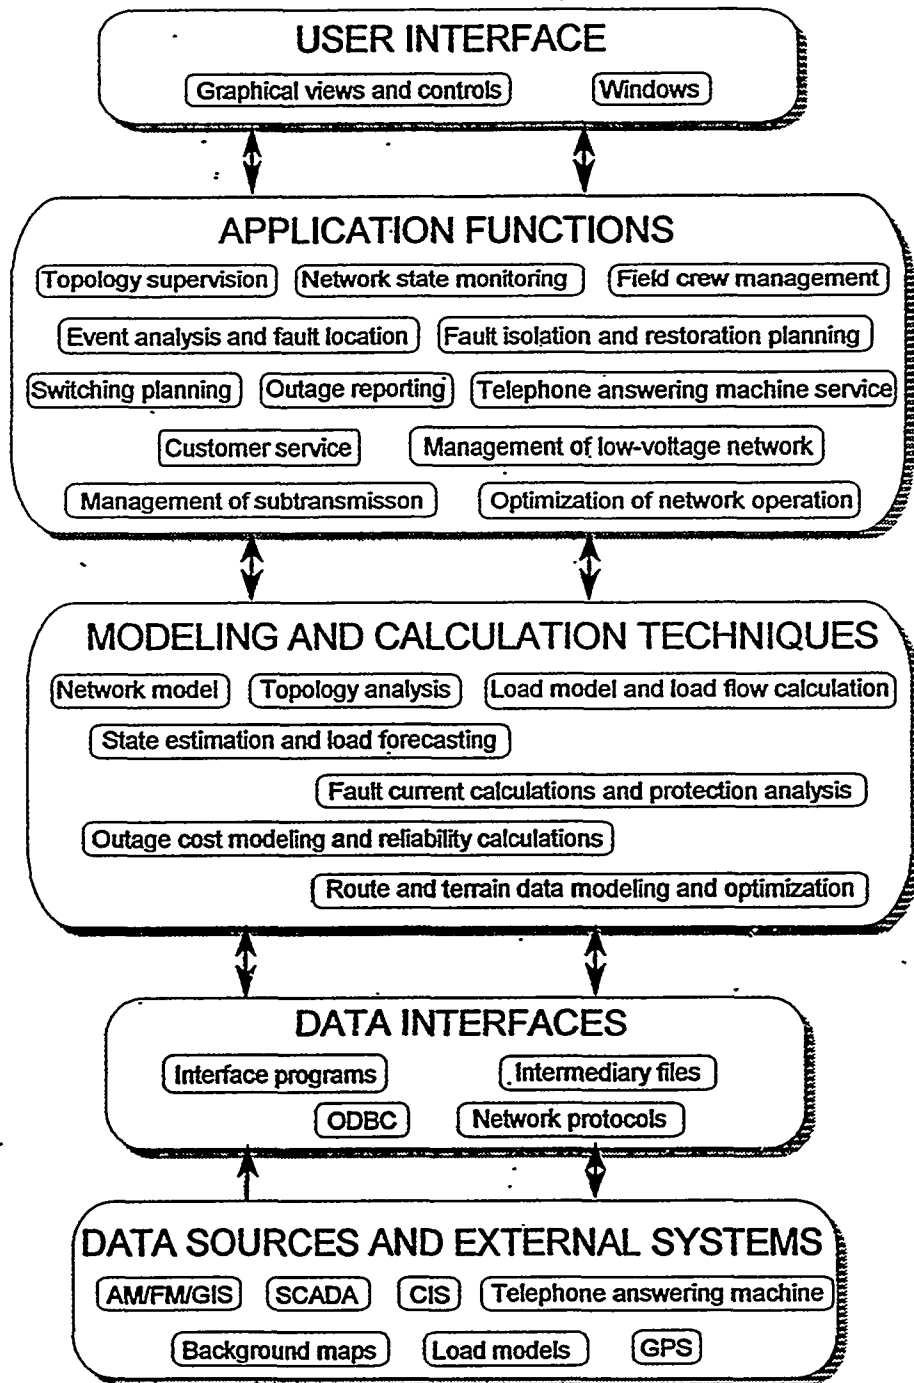 USER INTERFACE
Graphical views and controls Windows
APPLICATION FUNCTIONS
Topology supervision Network state monitoring Field crew management
Event analysis and fault location Fault isolation and restoration planning
Switching planning Outage reporting Telephone answering machine service
Customer service Management of low-voltage network
Management of subtransmisson Optimization of network operation
MODELING AND CALCULATION TECHNIQUES
Network model Topology analysis Load model and load flow calculation
State estimation and load forecasting
Fault current calculations and protection analysis
Outage cost modeling and reliability calculations
Route and terrain data modeling and optimization
DATA INTERFACES
Interface programs Intermediary files
ODBC Network protocols
DATA SOURCES AND EXTERNAL SYSTEMS
AM/FM/GIS SCADA CIS Telephone answering machine
Background maps Load models GPS